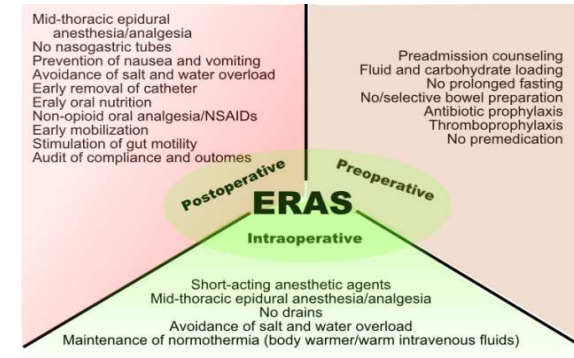 Mid-thoracic epidural
anesthesia/analgesia
No nasogastric tubes
Prevention of nausea and vomiting
Avoidance of salt and water overload
Early removal of catheter
Eraly oral nutrition
Non-opioid oral analgesia/NSAIDs
Early mobilization
Stimulation of gut motility
Audit of compliance and outcomes
Preadmission counseling
Fluid and carbohydrate loading
No prolonged fasting
No/selective bowel preparation
Antibiotic prophylaxis
Thromboprophylaxis
No premedication
Postoperative
Preoperative
ERAS
Intraoperative
Short-acting anesthetic agents
Mid-thoracic epidural anesthesia/analgesia
No drains
Avoidance of salt and water overload
Maintenance of normothermia (body warmer/warm intravenous fluids)